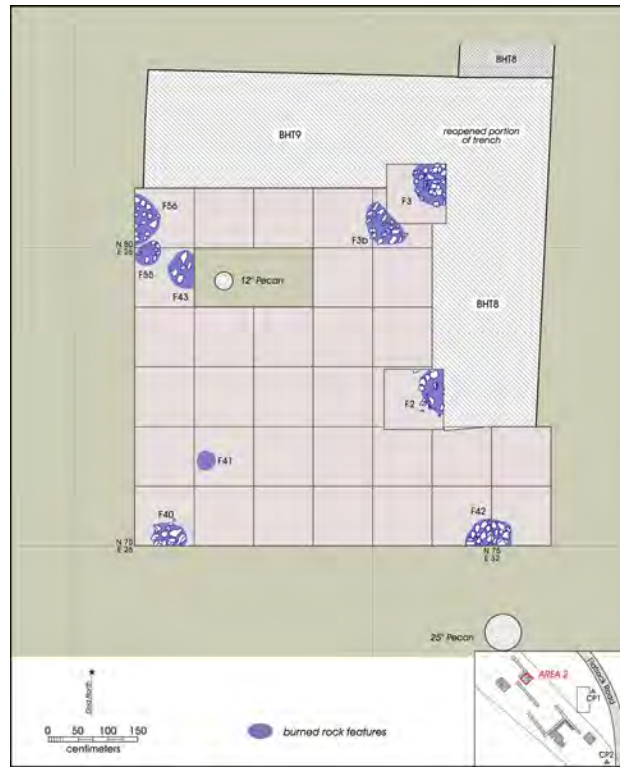 BHT8
BHT9
reopened portion
of trench
F56
F3
F3b
N 80
E 26
F55
F43
12" Pecan
BHT8
F2
F41
F40
F42
N 75
E 26
N 75
E 32
25" Pecan
Grid North
0 50 100 150
centimeters
burned rock features
AREA 2
CP1
CP2